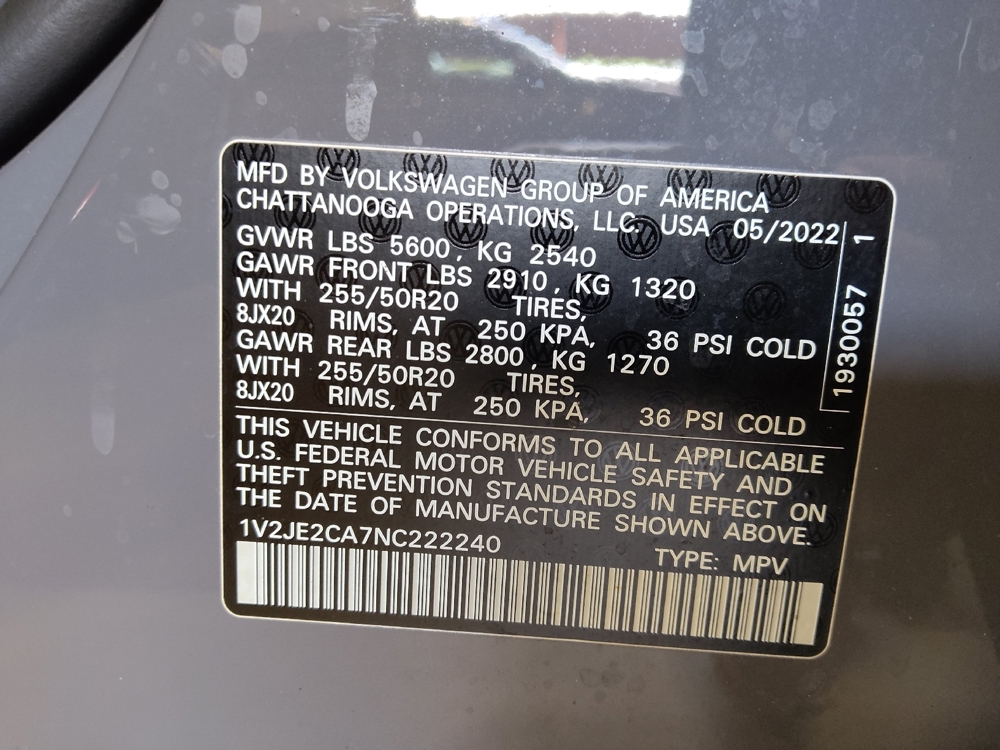 MFD BY VOLKSWAGEN GROUP OF AMERICA
CHATTANOOGA OPERATIONS, LLC. USA 05/2022
GVWR LBS 5600, KG 2540
GAWR FRONT LBS 2910, KG 1320
WITH 255/50R20 TIRES,
8JX20 RIMS, AT 250 KPA, 36 PSI COLD
GAWR REAR LBS 2800, KG 1270
WITH 255/50R20 TIRES,
8JX20 RIMS, AT 250 KPA, 36 PSI COLD
1930057 1
THIS VEHICLE CONFORMS TO ALL APPLICABLE
U.S. FEDERAL MOTOR VEHICLE SAFETY AND
THEFT PREVENTION STANDARDS IN EFFECT ON
THE DATE OF MANUFACTURE SHOWN ABOVE.
1V2JE2CA7NC222240 TYPE: MPV